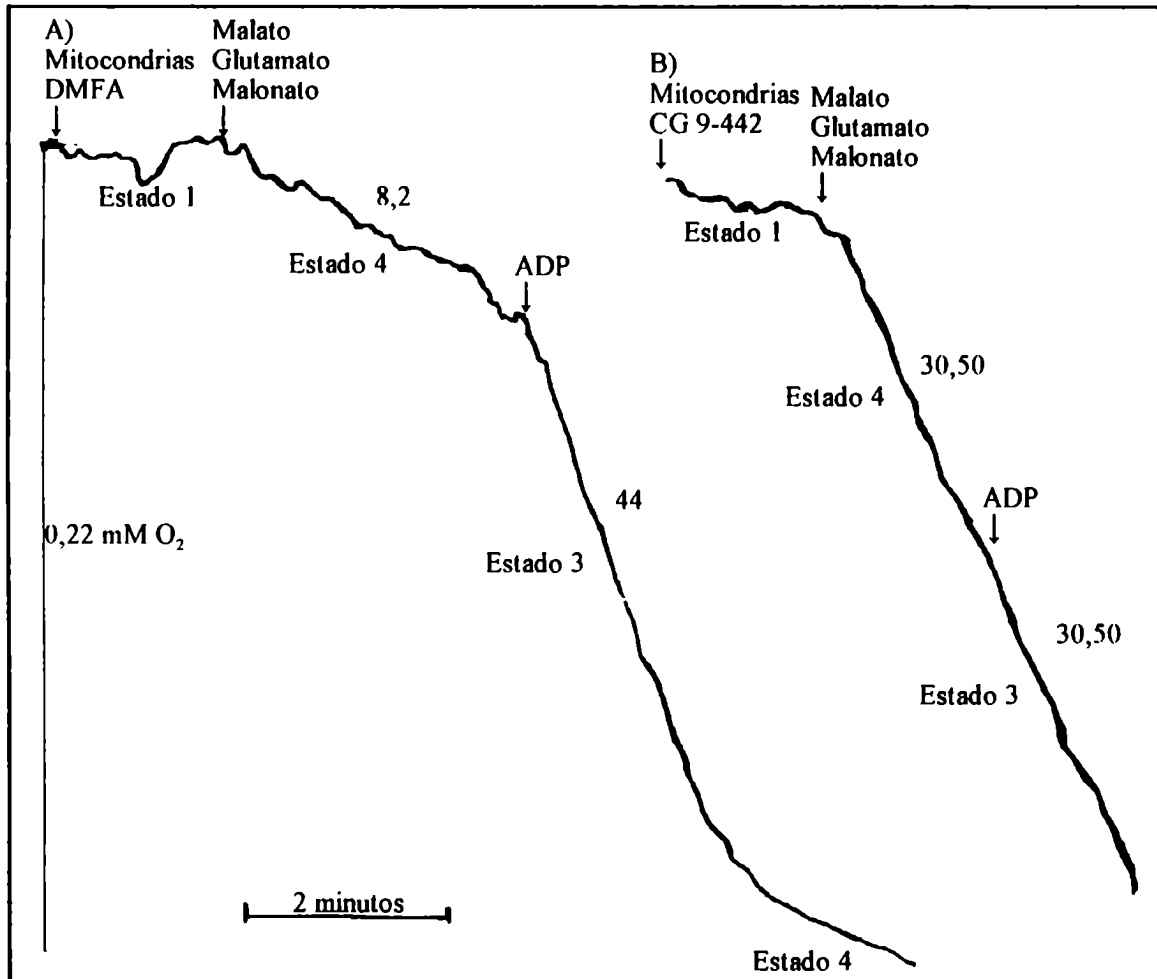 A)
Mitocondrias
DMFA
Malato
Glutamato
Malonato
Estado 1
8,2
Estado 4
ADP
44
0,22 mM O₂
Estado 3
2 minutos
Estado 4
B)
Mitocondrias
CG 9-442
Malato
Glutamato
Malonato
Estado 1
30,50
Estado 4
ADP
30,50
Estado 3